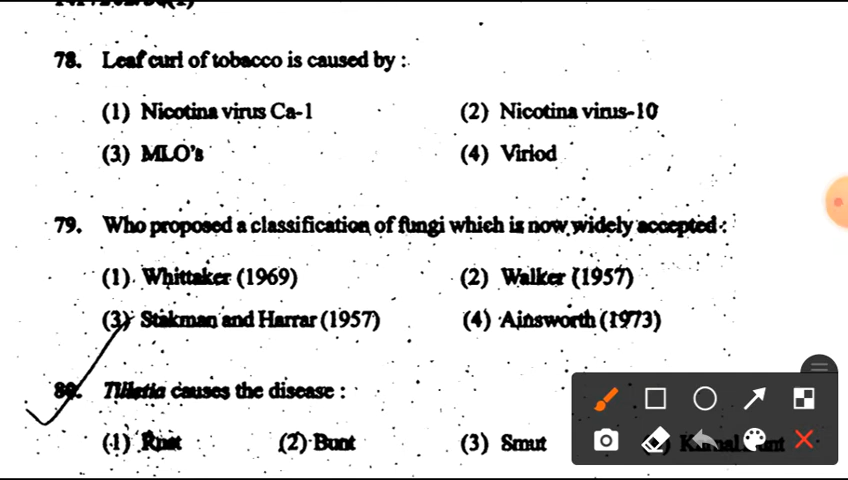 78. Leaf curl of tobacco is caused by :
(1) Nicotina virus Ca-1 (2) Nicotina virus-10
(3) MLO's (4) Viriod
79. Who proposed a classification of fungi which is now widely accepted :
(1) Whittaker (1969) (2) Walker (1957)
(3) Stakman and Harrar (1957) (4) Ainsworth (1973)
80. Tilletia causes the disease :
(1) Rust (2) Bunt (3) Smut